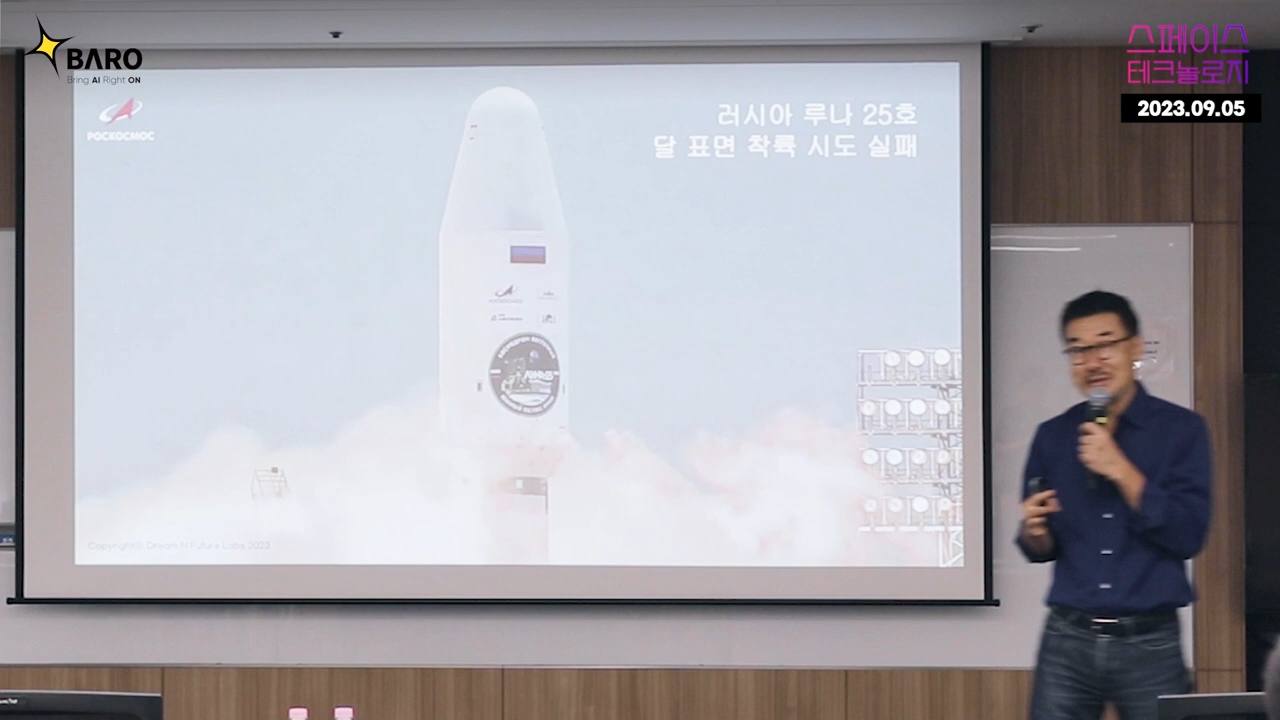 BARO
Bring AI Right ON
스페이스
테크놀로지
2023.09.05
РОСКОСМОС
러시아 루나 25호
달 표면 착륙 시도 실패
Copyright© Dream N Future Labs 2023